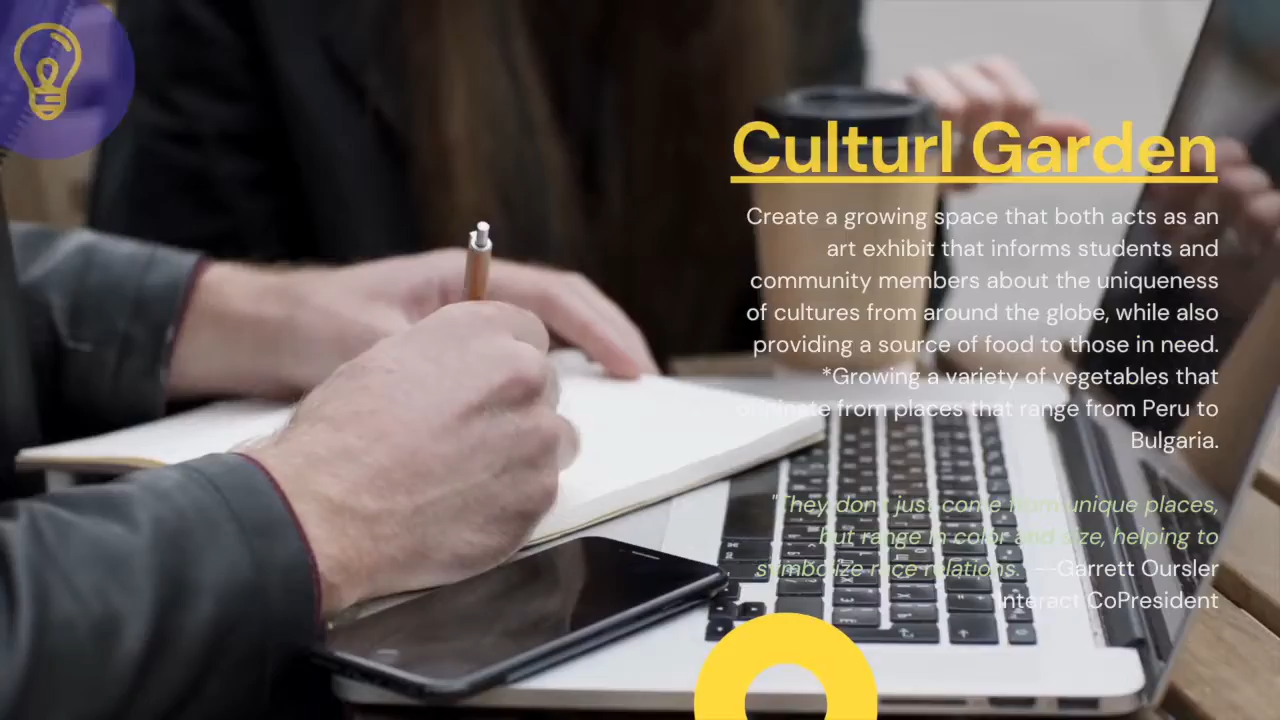 Culturl Garden
Create a growing space that both acts as an
art exhibit that informs students and
community members about the uniqueness
of cultures from around the globe, while also
providing a source of food to those in need.
*Growing a variety of vegetables that
originate from places that range from Peru to
Bulgaria.
"They don't just come from unique places,
but range in color and size, helping to
symbolize race relations. —Garrett Oursler
Interact CoPresident